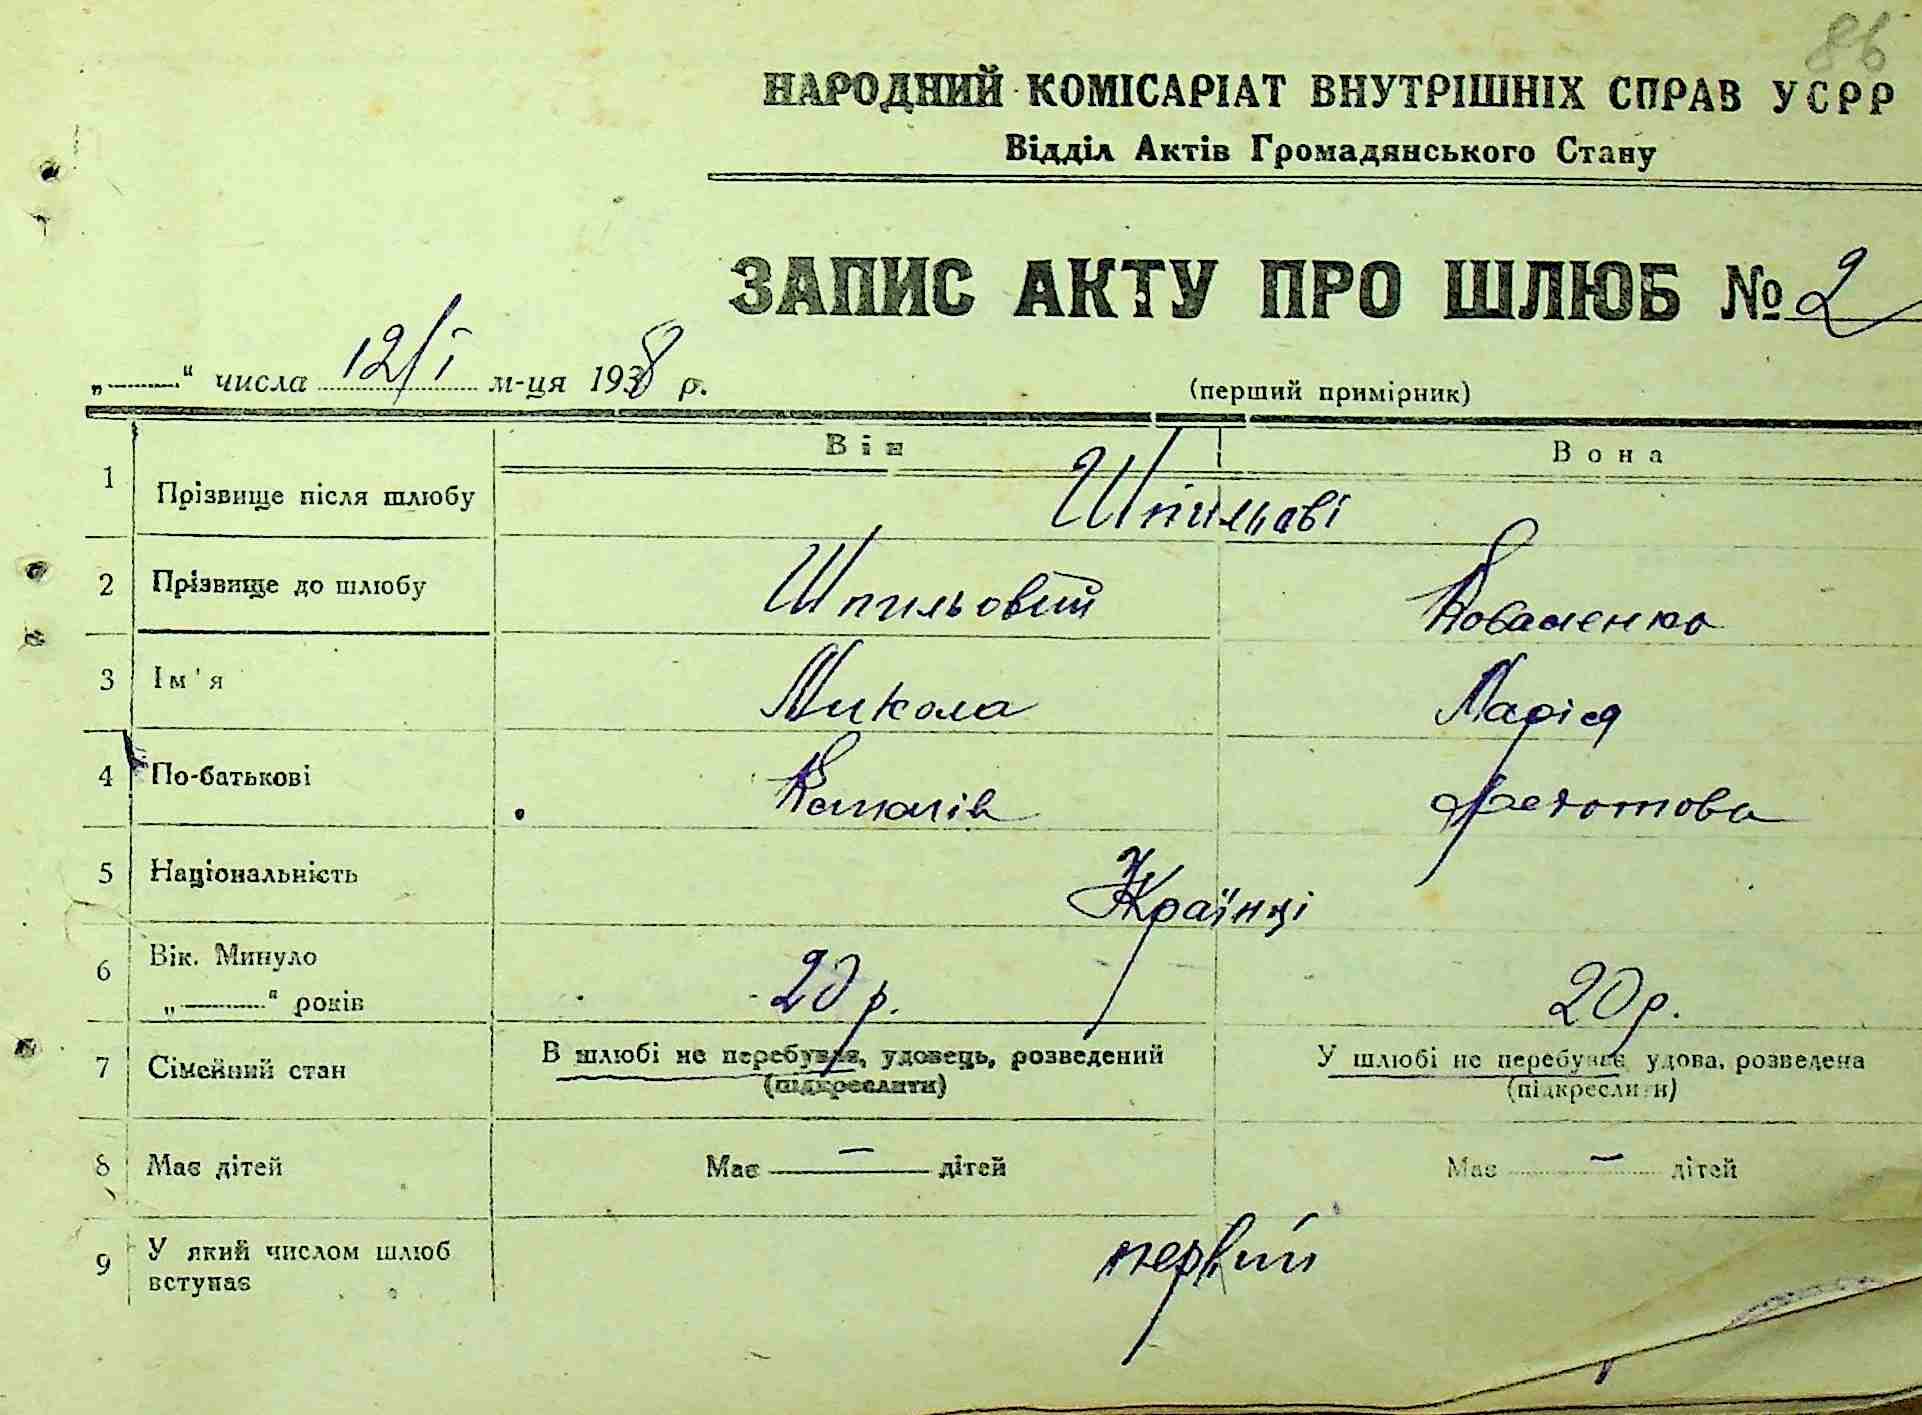 86
НАРОДНИЙ КОМІСАРІАТ ВНУТРІШНІХ СПРАВ УСРР
Відділ Актів Громадянського Стану
ЗАПИС АКТУ ПРО ШЛЮБ № 2
„ “ числа 12/I м-ця 1938 р.
(перший примірник)
Він Вона
1 Прізвище після шлюбу Шпильові
2 Прізвище до шлюбу Шпильовий Коваленко
3 Ім'я Микола Марія
4 По-батькові Федотова
5 Національність Українці
6 Вік. Минуло „ “ років 20 р. 20 р.
7 Сімейний стан В шлюбі не перебував, удовець, розведений (підкреслити) У шлюбі не перебуває, удова, розведена (підкреслити)
8 Має дітей Має — дітей Має — дітей
9 У який числом шлюб вступає первий